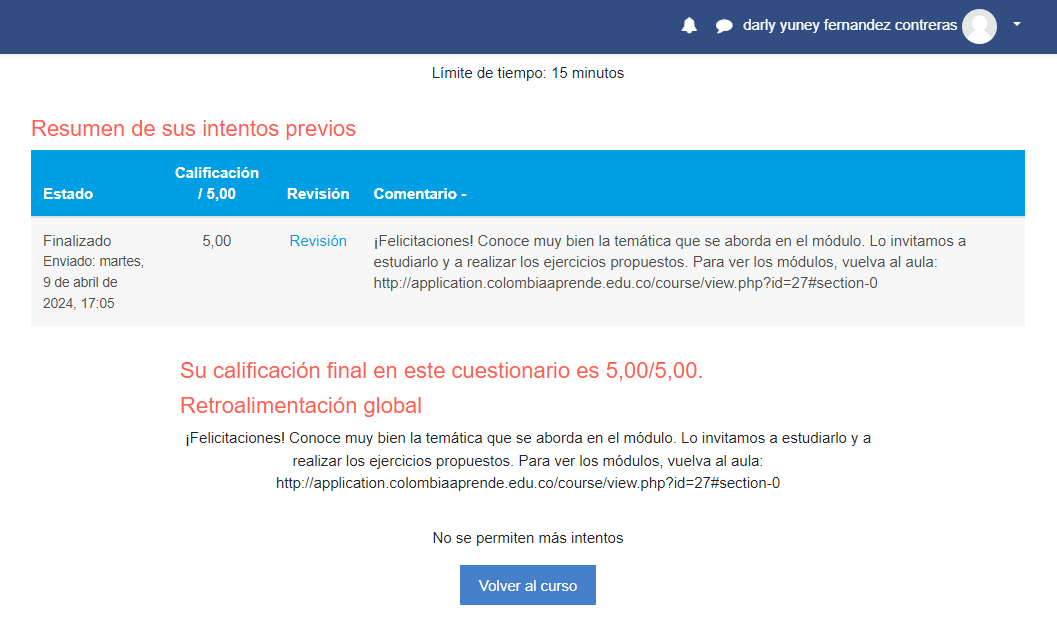 darly yuney fernandez contreras
Límite de tiempo: 15 minutos
Resumen de sus intentos previos
Estado
Calificación
/ 5,00
Revisión
Comentario -
Finalizado
Enviado: martes,
9 de abril de
2024, 17:05
5,00
Revisión
¡Felicitaciones! Conoce muy bien la temática que se aborda en el módulo. Lo invitamos a
estudiarlo y a realizar los ejercicios propuestos. Para ver los módulos, vuelva al aula:
http://application.colombiaaprende.edu.co/course/view.php?id=27#section-0
Su calificación final en este cuestionario es 5,00/5,00.
Retroalimentación global
¡Felicitaciones! Conoce muy bien la temática que se aborda en el módulo. Lo invitamos a estudiarlo y a
realizar los ejercicios propuestos. Para ver los módulos, vuelva al aula:
http://application.colombiaaprende.edu.co/course/view.php?id=27#section-0
No se permiten más intentos
Volver al curso